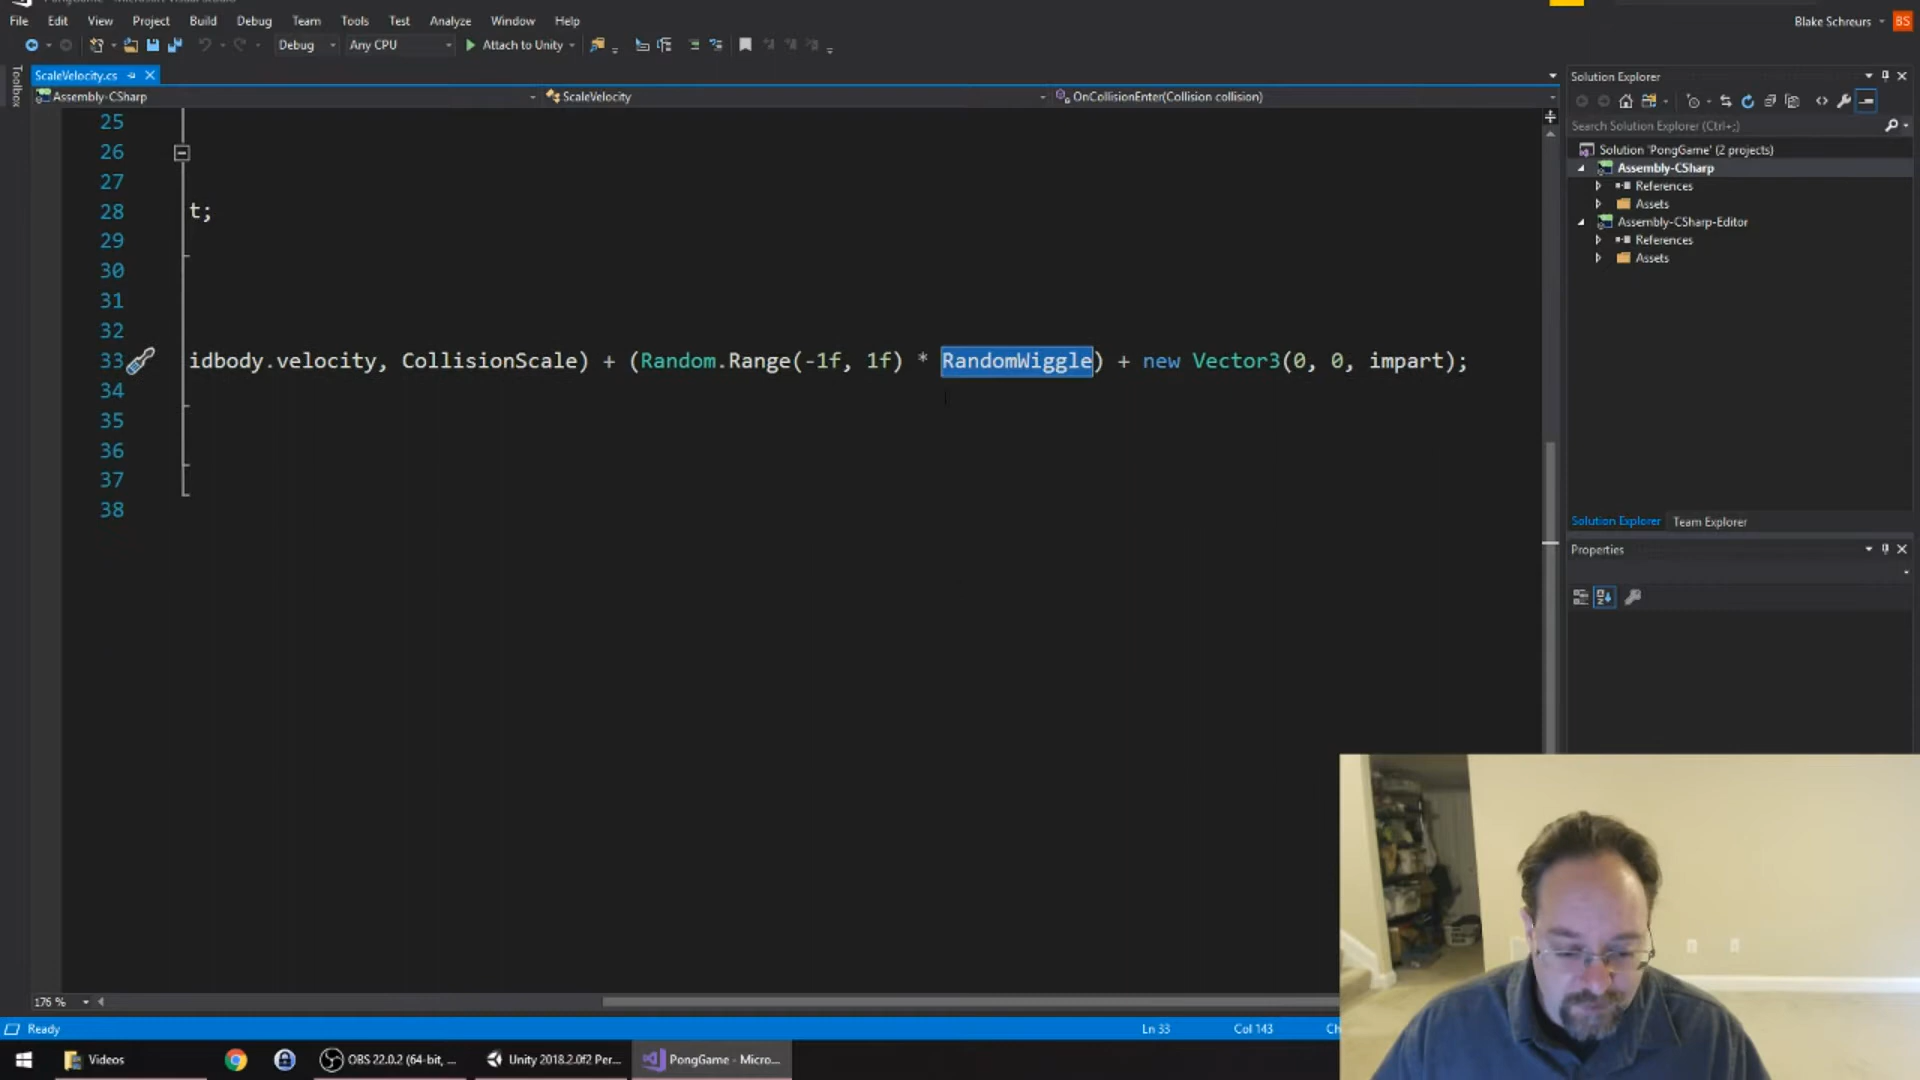 File Edit View Project Build Debug Team Tools Test Analyze Window Help
Blake Schreurs BS
Debug Any CPU Attach to Unity
Toolbox
ScaleVelocity.cs
Assembly-CSharp ScaleVelocity OnCollisionEnter(Collision collision)
25
26
27
28 t;
29
30
31
32
33 idbody.velocity, CollisionScale) + (Random.Range(-1f, 1f) * RandomWiggle) + new Vector3(0, 0, impart);
34
35
36
37
38
Solution Explorer
Search Solution Explorer (Ctrl+;)
Solution 'PongGame' (2 projects)
Assembly-CSharp
References
Assets
Assembly-CSharp-Editor
References
Assets
Solution Explorer Team Explorer
Properties
176 %
Ready Ln 33 Col 143
Videos OBS 22.0.2 (64-bit, ... Unity 2018.2.0f2 Per... PongGame - Micro...